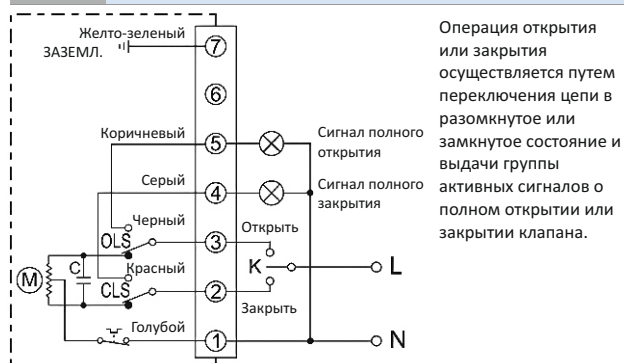 Желто-зеленый
ЗАЗЕМЛ.
7
6
Коричневый
5
Сигнал полного
открытия
Серый
4
Сигнал полного
закрытия
Черный
OLS
3
Открыть
K
L
M
C
Красный
CLS
2
Закрыть
Голубой
1
N
Операция открытия
или закрытия
осуществляется путем
переключения цепи в
разомкнутое или
замкнутое состояние и
выдачи группы
активных сигналов о
полном открытии или
закрытии клапана.